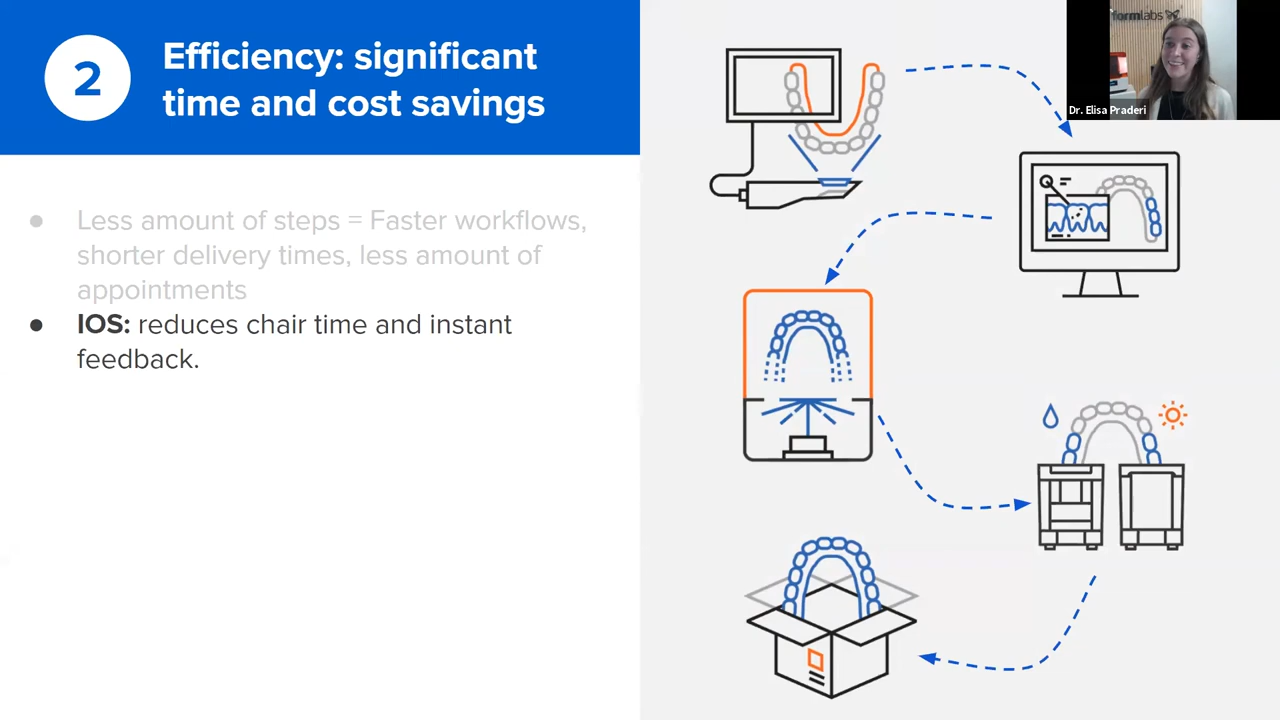 2
Efficiency: significant
time and cost savings
● Less amount of steps = Faster workflows,
shorter delivery times, less amount of
appointments
● IOS: reduces chair time and instant
feedback.
formlabs
Dr. Elisa Praderi